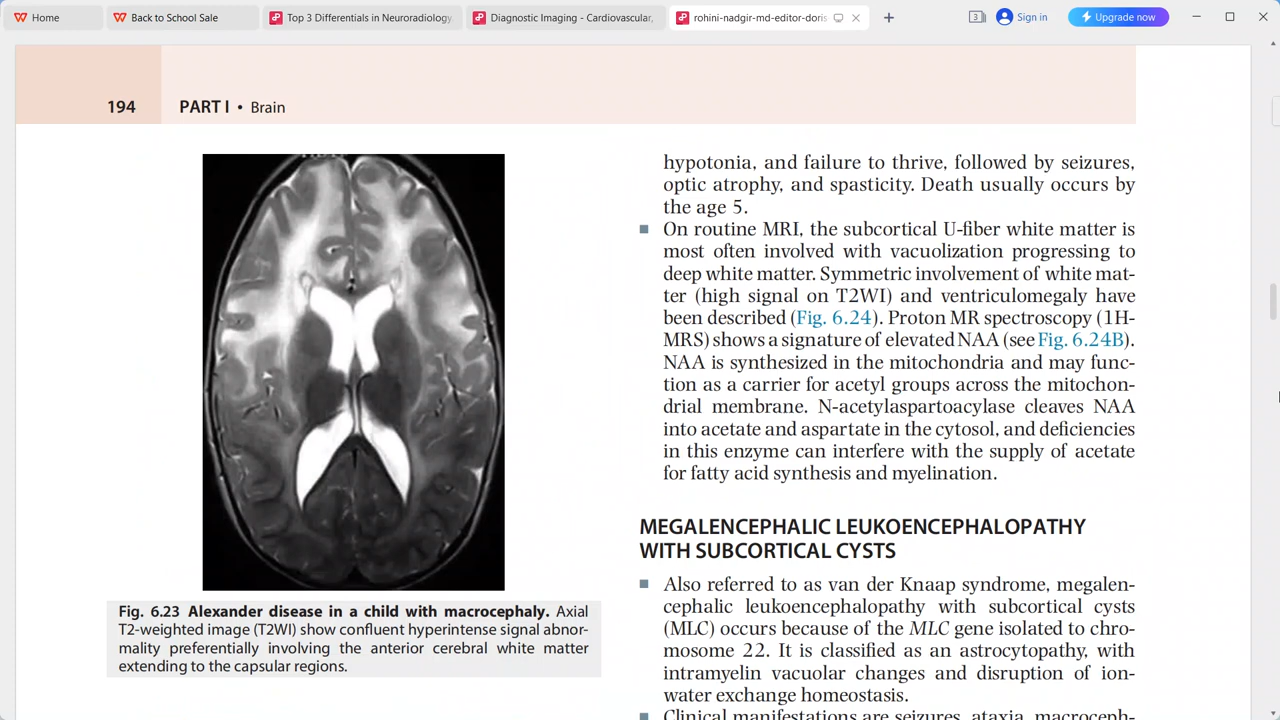 Home
Back to School Sale
Top 3 Differentials in Neuroradiology
Diagnostic Imaging - Cardiovascular,
rohini-nadgir-md-editor-doris
3
Sign in
Upgrade now
194 PART I • Brain
hypotonia, and failure to thrive, followed by seizures,
optic atrophy, and spasticity. Death usually occurs by
the age 5.
On routine MRI, the subcortical U-fiber white matter is
most often involved with vacuolization progressing to
deep white matter. Symmetric involvement of white mat-
ter (high signal on T2WI) and ventriculomegaly have
been described (Fig. 6.24). Proton MR spectroscopy (1H-
MRS) shows a signature of elevated NAA (see Fig. 6.24B).
NAA is synthesized in the mitochondria and may func-
tion as a carrier for acetyl groups across the mitochon-
drial membrane. N-acetylaspartoacylase cleaves NAA
into acetate and aspartate in the cytosol, and deficiencies
in this enzyme can interfere with the supply of acetate
for fatty acid synthesis and myelination.
MEGALENCEPHALIC LEUKOENCEPHALOPATHY
WITH SUBCORTICAL CYSTS
Also referred to as van der Knaap syndrome, megalen-
cephalic leukoencephalopathy with subcortical cysts
(MLC) occurs because of the MLC gene isolated to chro-
mosome 22. It is classified as an astrocytopathy, with
intramyelin vacuolar changes and disruption of ion-
water exchange homeostasis.
Clinical manifestations are seizures, ataxia, macroceph-
Fig. 6.23 Alexander disease in a child with macrocephaly. Axial
T2-weighted image (T2WI) show confluent hyperintense signal abnor-
mality preferentially involving the anterior cerebral white matter
extending to the capsular regions.